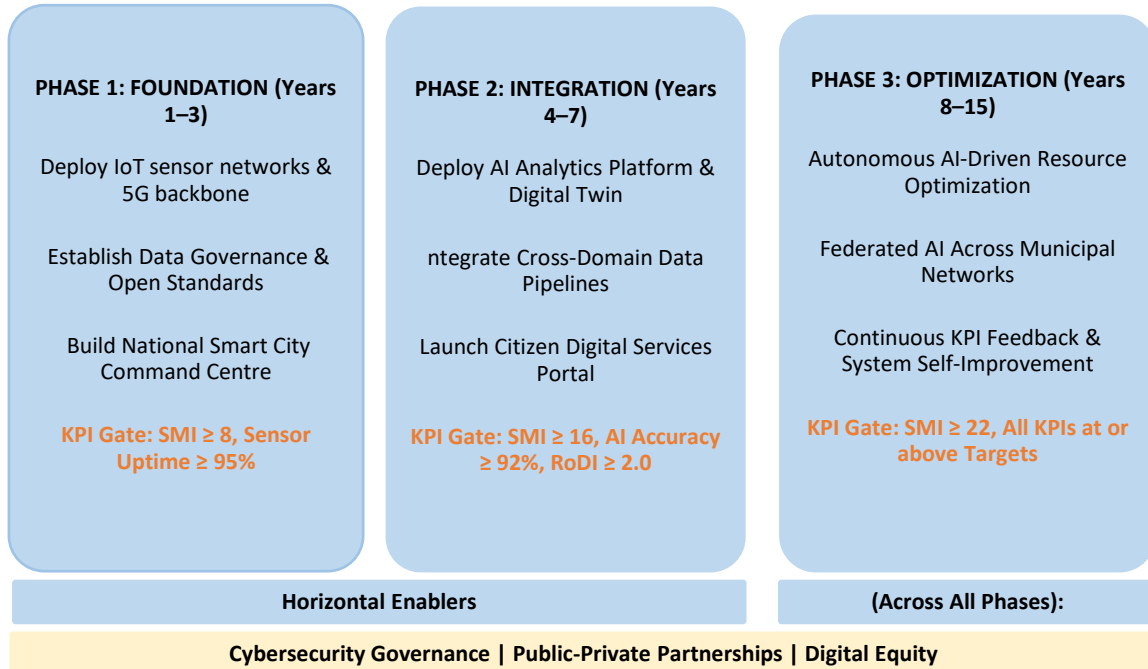 PHASE 1: FOUNDATION (Years
1–3)
Deploy IoT sensor networks &
5G backbone
Establish Data Governance &
Open Standards
Build National Smart City
Command Centre
KPI Gate: SMI ≥ 8, Sensor
Uptime ≥ 95%
PHASE 2: INTEGRATION (Years
4–7)
Deploy AI Analytics Platform &
Digital Twin
ntegrate Cross-Domain Data
Pipelines
Launch Citizen Digital Services
Portal
KPI Gate: SMI ≥ 16, AI Accuracy
≥ 92%, RoDI ≥ 2.0
PHASE 3: OPTIMIZATION (Years
8–15)
Autonomous AI-Driven Resource
Optimization
Federated AI Across Municipal
Networks
Continuous KPI Feedback &
System Self-Improvement
KPI Gate: SMI ≥ 22, All KPIs at or
above Targets
Horizontal Enablers
(Across All Phases):
Cybersecurity Governance | Public-Private Partnerships | Digital Equity